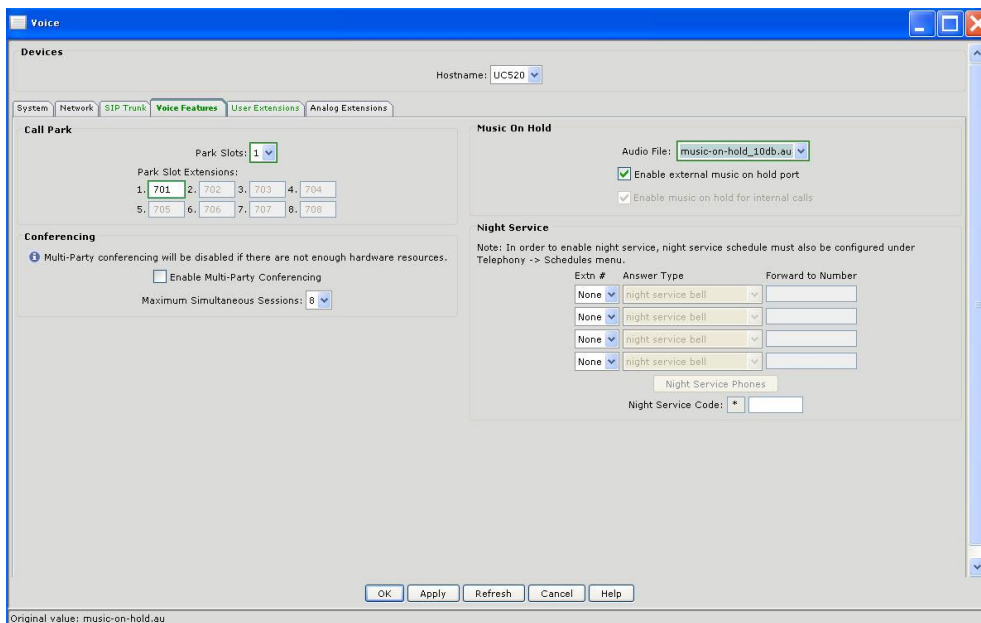 Voice
Devices
Hostname: UC520
System Network SIP Trunk Voice Features User Extensions Analog Extensions
Call Park
Park Slots: 1
Park Slot Extensions:
1. 701 2. 702 3. 703 4. 704
5. 705 6. 706 7. 707 8. 708
Conferencing
Multi-Party conferencing will be disabled if there are not enough hardware resources.
Enable Multi-Party Conferencing
Maximum Simultaneous Sessions: 8
Music On Hold
Audio File: music-on-hold_10db.au
Enable external music on hold port
Enable music on hold for internal calls
Night Service
Note: In order to enable night service, night service schedule must also be configured under
Telephony -> Schedules menu.
Extn # Answer Type Forward to Number
None night service bell
None night service bell
None night service bell
None night service bell
Night Service Phones
Night Service Code: *
OK Apply Refresh Cancel Help
Original value: music-on-hold.au